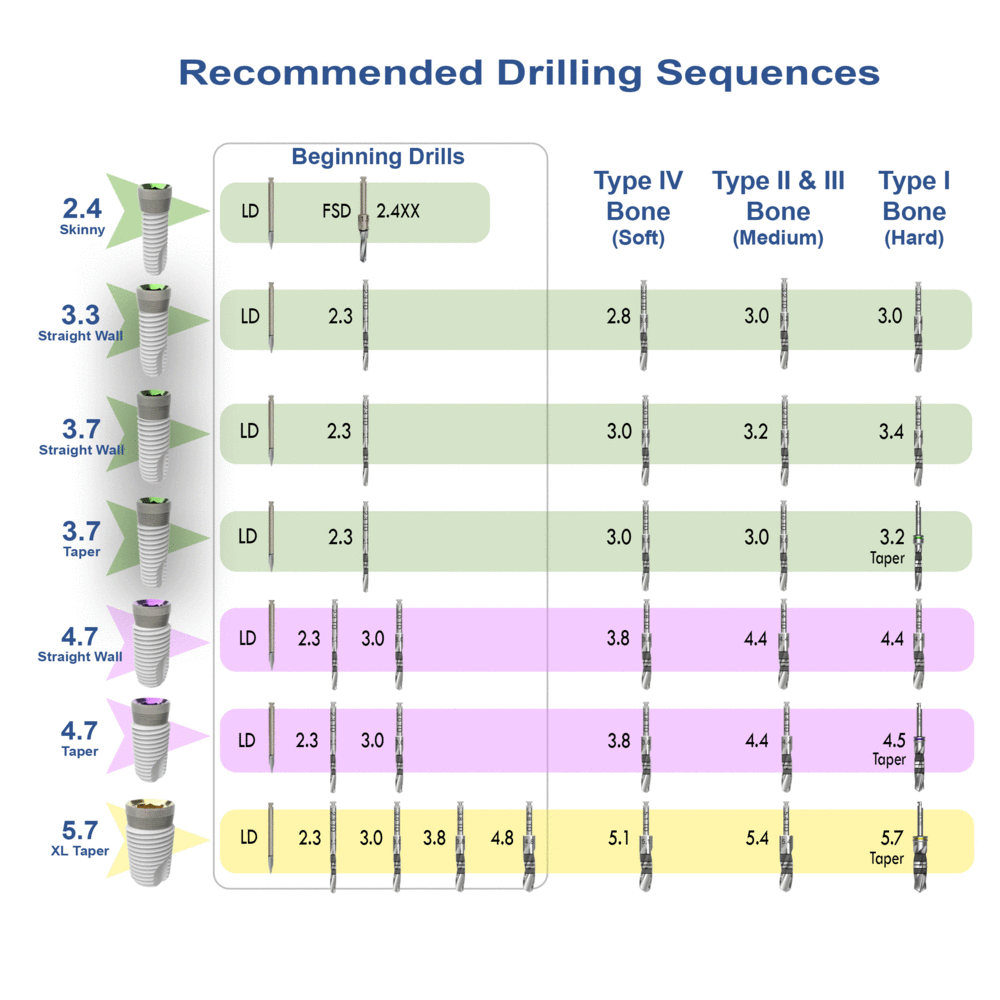 Recommended Drilling Sequences
Beginning Drills
Type IV
Bone
(Soft)
Type II & III
Bone
(Medium)
Type I
Bone
(Hard)
2.4
Skinny
LD FSD 2.4XX
3.3
Straight Wall
LD 2.3 2.8 3.0 3.0
3.7
Straight Wall
LD 2.3 3.0 3.2 3.4
3.7
Taper
LD 2.3 3.0 3.0 3.2
Taper
4.7
Straight Wall
LD 2.3 3.0 3.8 4.4 4.4
4.7
Taper
LD 2.3 3.0 3.8 4.4 4.5
Taper
5.7
XL Taper
LD 2.3 3.0 3.8 4.8 5.1 5.4 5.7
Taper